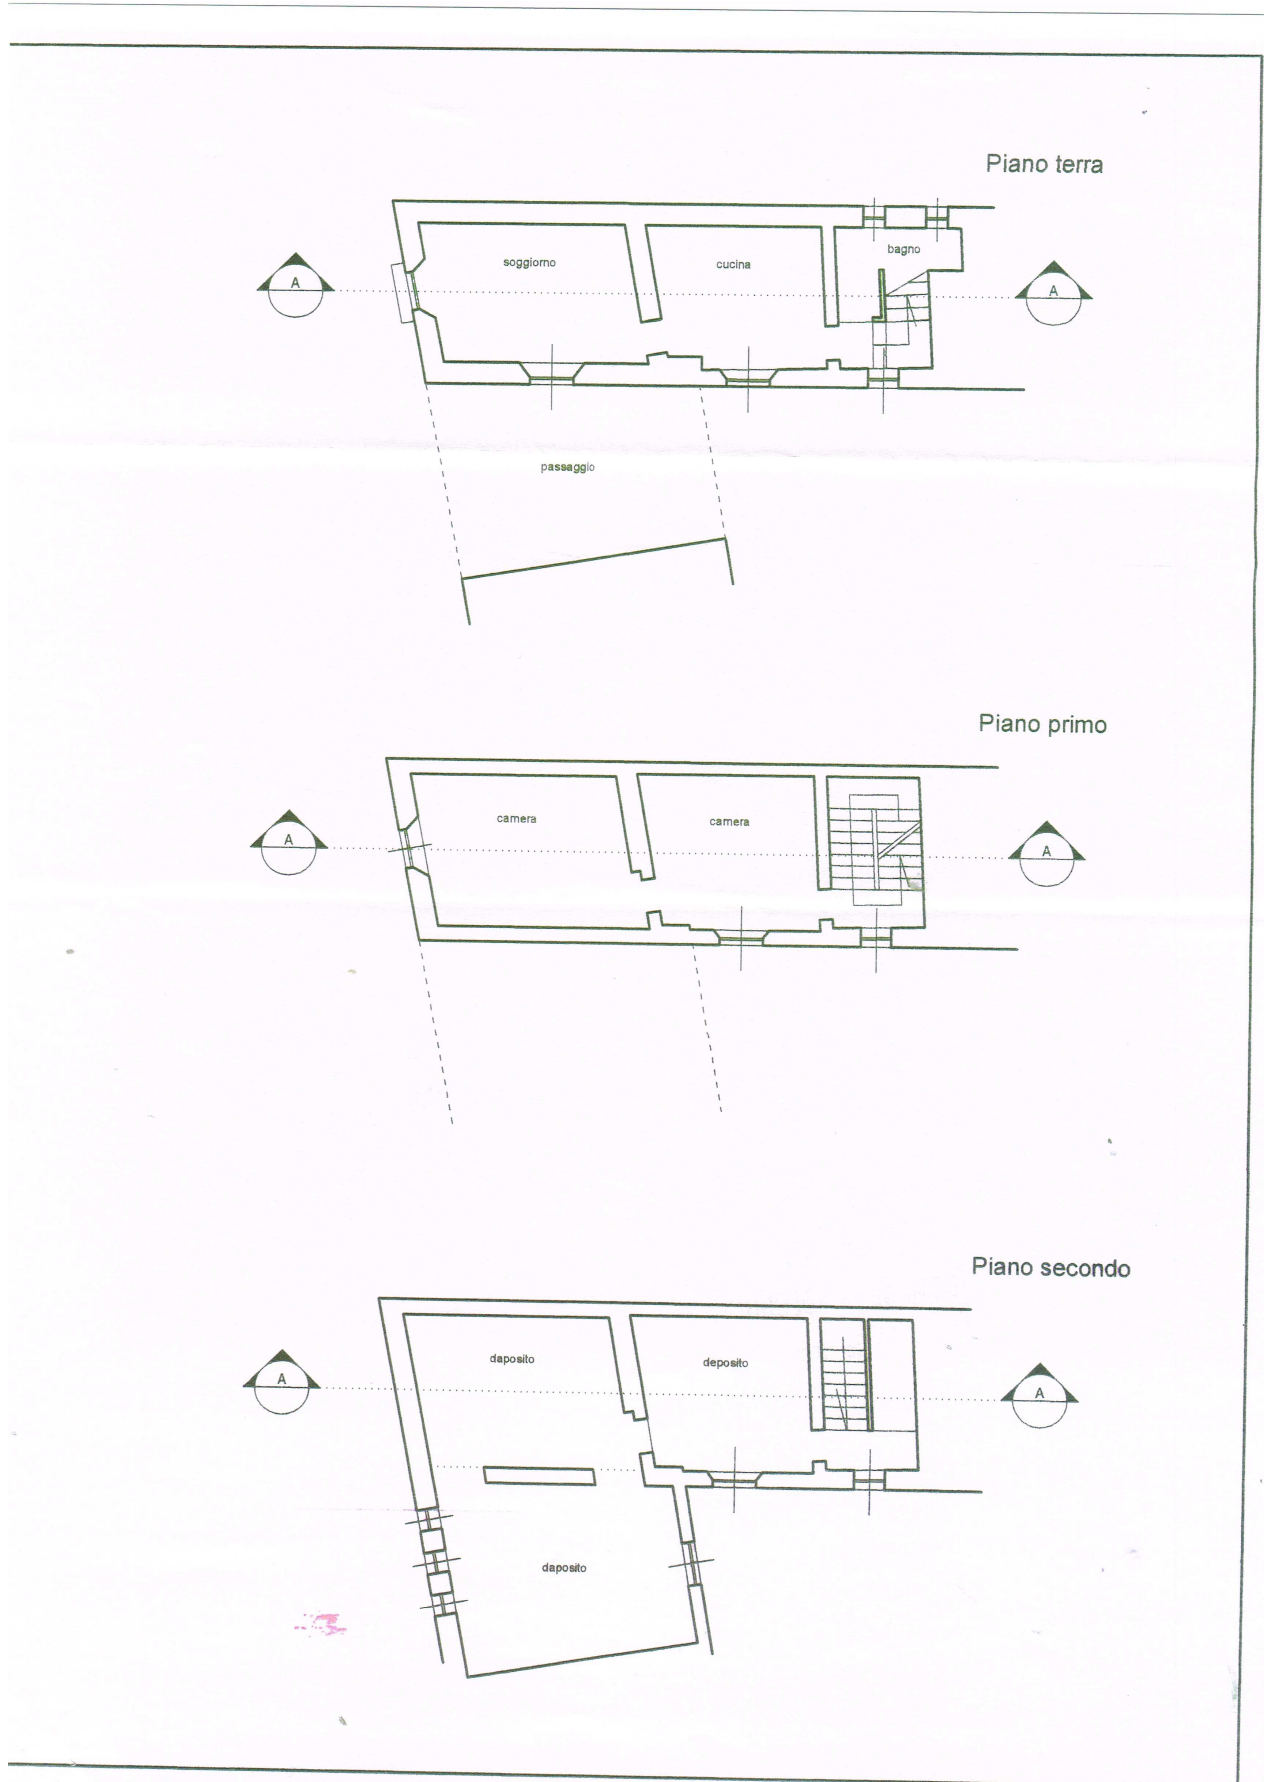 Piano terra
soggiorno
cucina
bagno
A
A
passaggio
Piano primo
camera
camera
A
A
Piano secondo
daposito
deposito
A
A
daposito